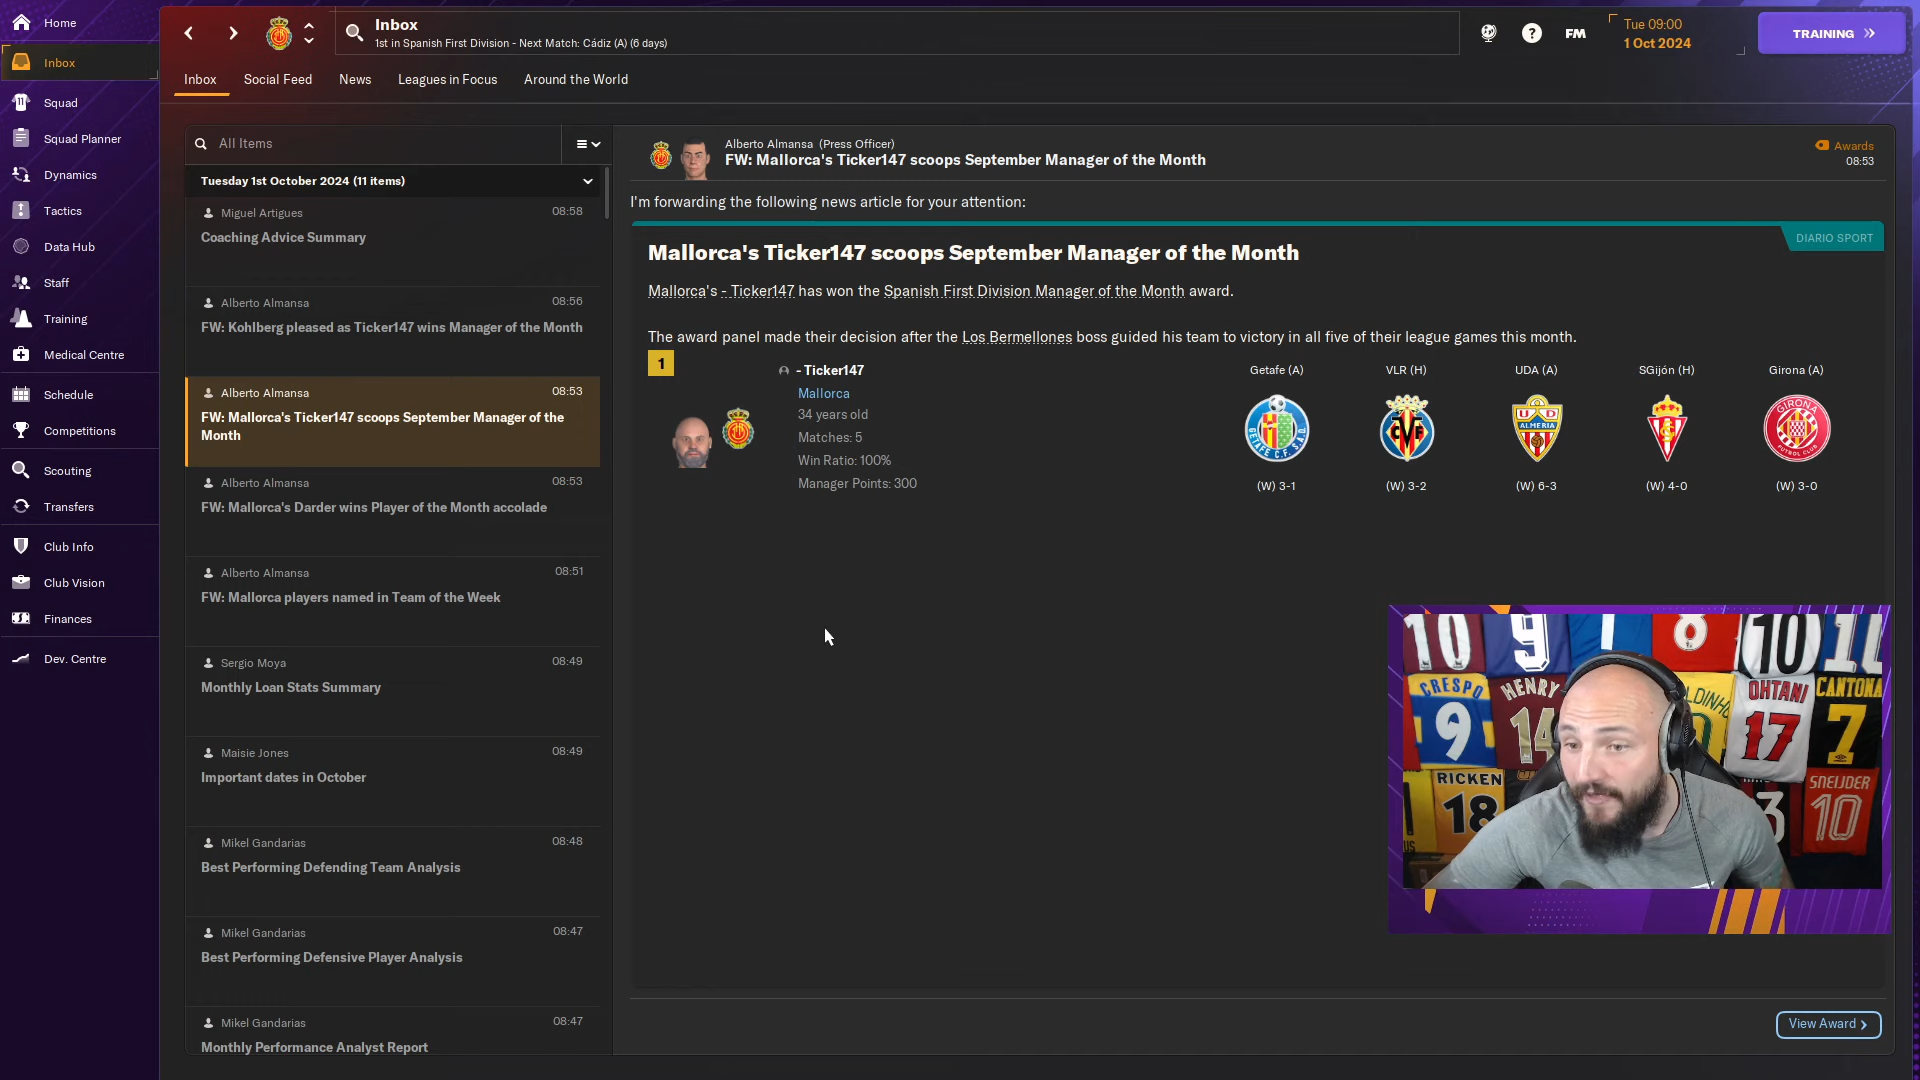 Home
Inbox
Squad
Squad Planner
Dynamics
Tactics
Data Hub
Staff
Training
Medical Centre
Schedule
Competitions
Scouting
Transfers
Club Info
Club Vision
Finances
Dev. Centre
Inbox
1st in Spanish First Division - Next Match: Cádiz (A) (6 days)
?
FM
Tue 09:00
1 Oct 2024
TRAINING
Inbox Social Feed News Leagues in Focus Around the World
All Items
Tuesday 1st October 2024 (11 items)
Miguel Artigues 08:58
Coaching Advice Summary
Alberto Almansa 08:56
FW: Kohlberg pleased as Ticker147 wins Manager of the Month
Alberto Almansa 08:53
FW: Mallorca's Ticker147 scoops September Manager of the
Month
Alberto Almansa 08:53
FW: Mallorca's Darder wins Player of the Month accolade
Alberto Almansa 08:51
FW: Mallorca players named in Team of the Week
Sergio Moya 08:49
Monthly Loan Stats Summary
Maisie Jones 08:49
Important dates in October
Mikel Gandarias 08:48
Best Performing Defending Team Analysis
Mikel Gandarias 08:47
Best Performing Defensive Player Analysis
Mikel Gandarias 08:47
Monthly Performance Analyst Report
Alberto Almansa (Press Officer)
FW: Mallorca's Ticker147 scoops September Manager of the Month
Awards
08:53
I'm forwarding the following news article for your attention:
DIARIO SPORT
Mallorca's Ticker147 scoops September Manager of the Month
Mallorca's - Ticker147 has won the Spanish First Division Manager of the Month award.
The award panel made their decision after the Los Bermellones boss guided his team to victory in all five of their league games this month.
1
- Ticker147
Mallorca
34 years old
Matches: 5
Win Ratio: 100%
Manager Points: 300
Getafe (A) VLR (H) UDA (A) SGijón (H) Girona (A)
GETAFE C.F. S.A.D.
CVF
U D
ALMERIA
GIRONA
FUTBOL CLUB
(W) 3-1 (W) 3-2 (W) 6-3 (W) 4-0 (W) 3-0
10 9 1 8 10 11
CRESPO
9
HENRY
14
LDINHO
OHTANI
17
CANTONA
7
RICKEN
18
3
SNEIJDER
10
View Award